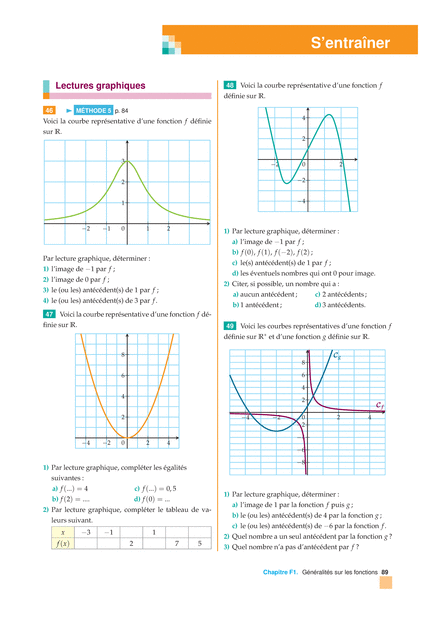 S'entraîner
Lectures graphiques
46 ► MÉTHODE 5 p. 84
Voici la courbe représentative d'une fonction f définie
sur ℝ.
3
2
1
−2 −1 0 1 2
Par lecture graphique, déterminer :
1) l'image de −1 par f ;
2) l'image de 0 par f ;
3) le (ou les) antécédent(s) de 1 par f ;
4) le (ou les) antécédent(s) de 3 par f.
47 Voici la courbe représentative d'une fonction f dé-
finie sur ℝ.
8
6
4
2
−4 −2 0 2 4
1) Par lecture graphique, compléter les égalités
suivantes :
a) f(...) = 4 c) f(...) = 0,5
b) f(2) = .... d) f(0) = ...
2) Par lecture graphique, compléter le tableau de va-
leurs suivant.
x −3 −1 1
f(x) 2 7 5
48 Voici la courbe représentative d'une fonction f
définie sur ℝ.
4
2
−2 0 2
−2
−4
1) Par lecture graphique, déterminer :
a) l'image de −1 par f ;
b) f(0), f(1), f(−2), f(2) ;
c) le(s) antécédent(s) de 1 par f ;
d) les éventuels nombres qui ont 0 pour image.
2) Citer, si possible, un nombre qui a :
a) aucun antécédent ; c) 2 antécédents ;
b) 1 antécédent ; d) 3 antécédents.
49 Voici les courbes représentatives d'une fonction f
définie sur ℝ* et d'une fonction g définie sur ℝ.
𝒞g
8
6
4
2
𝒞f
−4 −2 0 2 4
−2
−6
−8
1) Par lecture graphique, déterminer :
a) l'image de 1 par la fonction f puis g ;
b) le (ou les) antécédent(s) de 4 par la fonction g ;
c) le (ou les) antécédent(s) de −6 par la fonction f.
2) Quel nombre a un seul antécédent par la fonction g ?
3) Quel nombre n'a pas d'antécédent par f ?
Chapitre F1. Généralités sur les fonctions 89